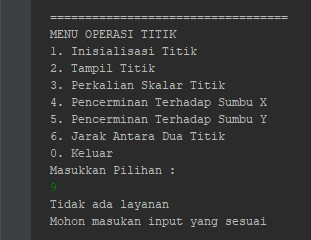 ==================================
MENU OPERASI TITIK
1. Inisialisasi Titik
2. Tampil Titik
3. Perkalian Skalar Titik
4. Pencerminan Terhadap Sumbu X
5. Pencerminan Terhadap Sumbu Y
6. Jarak Antara Dua Titik
0. Keluar
Masukkan Pilihan :
9
Tidak ada layanan
Mohon masukan input yang sesuai